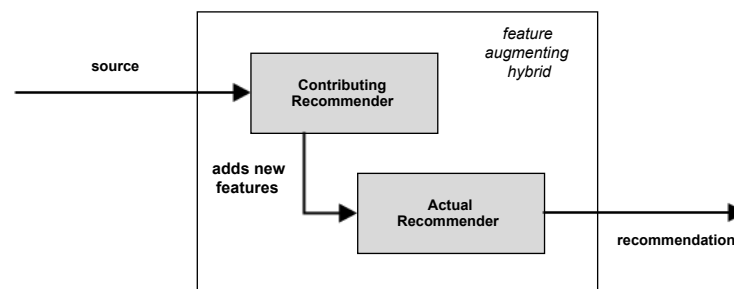 feature
augmenting
hybrid
source
Contributing
Recommender
adds new
features
Actual
Recommender
recommendation